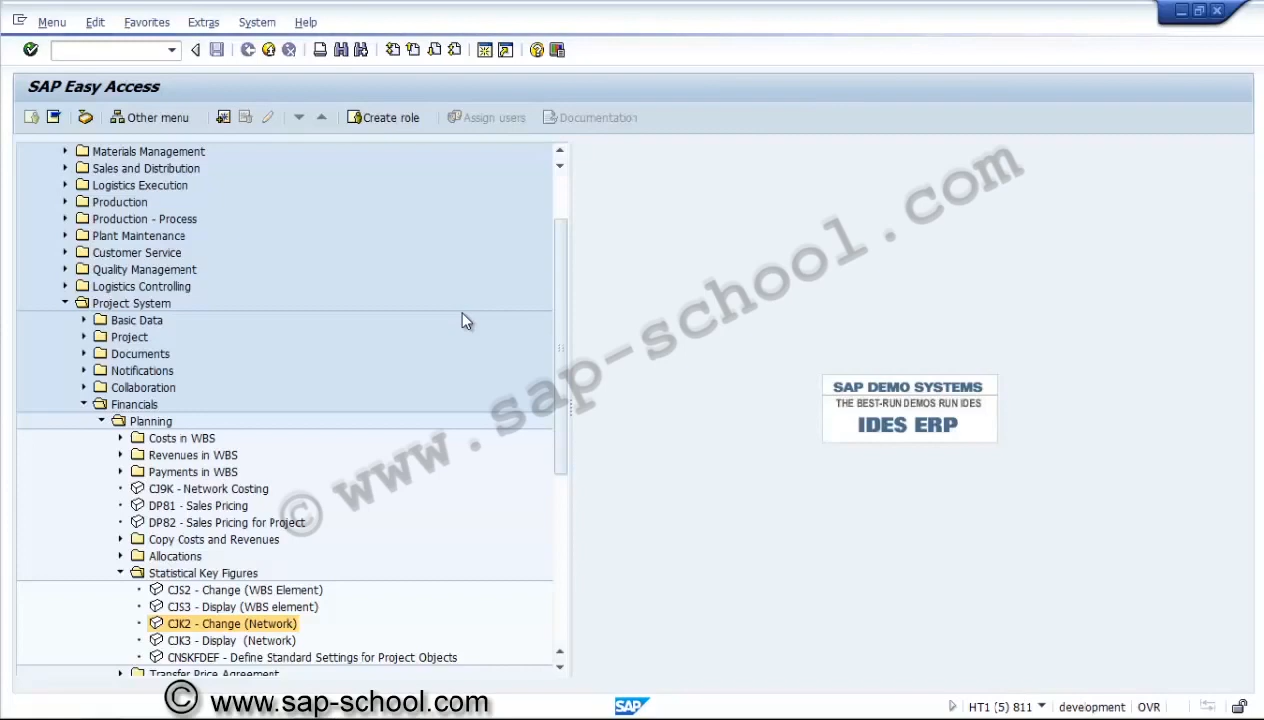 Menu Edit Favorites Extras System Help
SAP Easy Access
Other menu Create role Assign users Documentation
Materials Management
Sales and Distribution
Logistics Execution
Production
Production - Process
Plant Maintenance
Customer Service
Quality Management
Logistics Controlling
Project System
Basic Data
Project
Documents
Notifications
Collaboration
Financials
Planning
Costs in WBS
Revenues in WBS
Payments in WBS
CJ9K - Network Costing
DP81 - Sales Pricing
DP82 - Sales Pricing for Project
Copy Costs and Revenues
Allocations
Statistical Key Figures
CJS2 - Change (WBS Element)
CJS3 - Display (WBS element)
CJK2 - Change (Network)
CJK3 - Display (Network)
CNSKFDEF - Define Standard Settings for Project Objects
Transfer Price Agreement
SAP DEMO SYSTEMS
THE BEST-RUN DEMOS RUN IDES
IDES ERP
© www.sap-school.com
© www.sap-school.com
SAP
HT1 (5) 811 development OVR